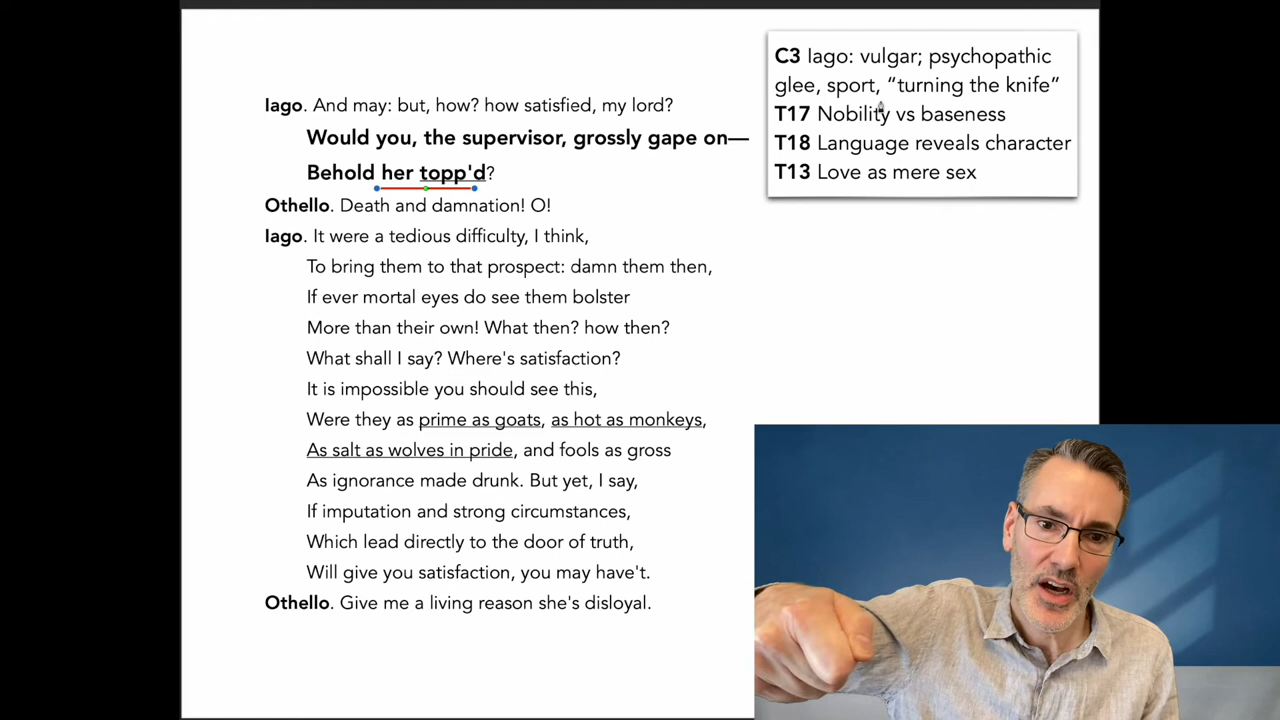 Iago. And may: but, how? how satisfied, my lord?
Would you, the supervisor, grossly gape on—
Behold her topp'd?
Othello. Death and damnation! O!
Iago. It were a tedious difficulty, I think,
To bring them to that prospect: damn them then,
If ever mortal eyes do see them bolster
More than their own! What then? how then?
What shall I say? Where's satisfaction?
It is impossible you should see this,
Were they as prime as goats, as hot as monkeys,
As salt as wolves in pride, and fools as gross
As ignorance made drunk. But yet, I say,
If imputation and strong circumstances,
Which lead directly to the door of truth,
Will give you satisfaction, you may have't.
Othello. Give me a living reason she's disloyal.
C3 Iago: vulgar; psychopathic
glee, sport, “turning the knife”
T17 Nobility vs baseness
T18 Language reveals character
T13 Love as mere sex